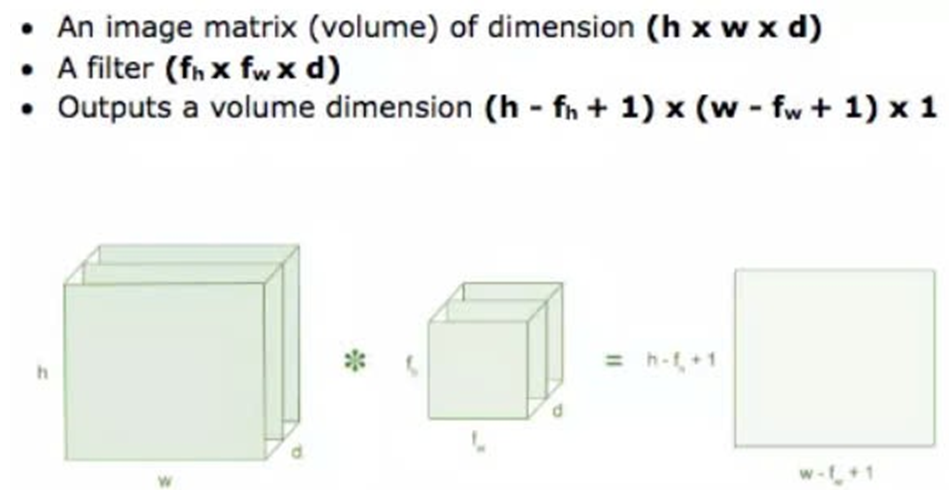 • An image matrix (volume) of dimension (h x w x d)
• A filter (fh x fw x d)
• Outputs a volume dimension (h - fh + 1) x (w - fw + 1) x 1
h
w
d
*
fh
fw
d
=
h - fh + 1
w - fw + 1